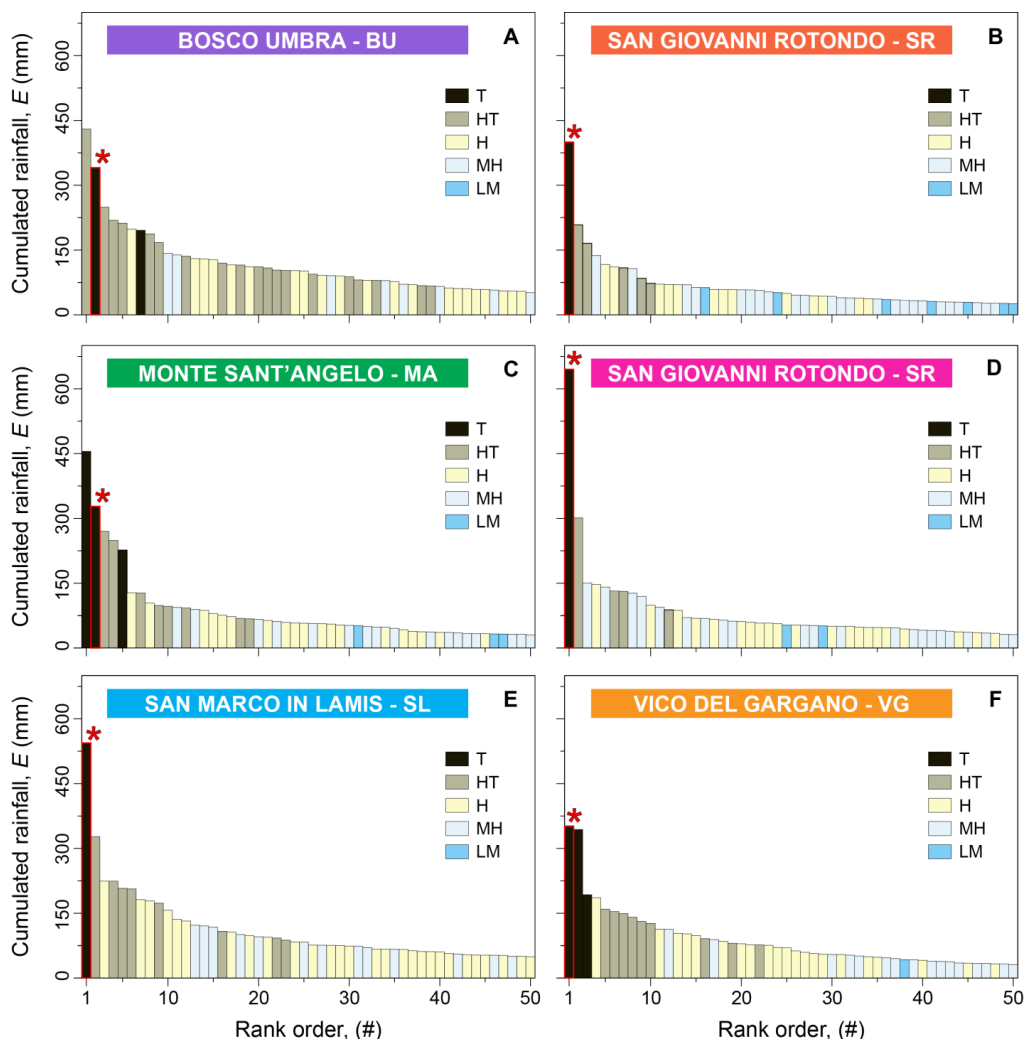 BOSCO UMBRA - BU
A
Cumulated rainfall, E (mm)
600
450
300
150
0
*
T
HT
H
MH
LM
SAN GIOVANNI ROTONDO - SR
B
*
T
HT
H
MH
LM
MONTE SANT’ANGELO - MA
C
Cumulated rainfall, E (mm)
600
450
300
150
0
*
T
HT
H
MH
LM
SAN GIOVANNI ROTONDO - SR
D
*
T
HT
H
MH
LM
SAN MARCO IN LAMIS - SL
E
Cumulated rainfall, E (mm)
600
450
300
150
0
*
T
HT
H
MH
LM
1 10 20 30 40 50
Rank order, (#)
VICO DEL GARGANO - VG
F
*
T
HT
H
MH
LM
1 10 20 30 40 50
Rank order, (#)